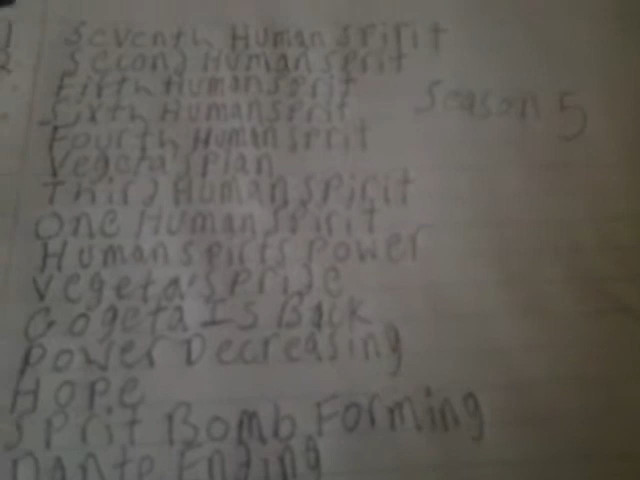 Seventh Human Spirit
Second Human Sprit
Fifth Human Sprit
Sixth Human Sprit
Season 5
Fourth Human Sprit
Vegeta's Plan
Third Human Spirit
One Human Spirit
Human Spirits Power
Vegeta's Pride
Gogeta Is Back
Power Decreasing
Hope
Sprit Bomb Forming
Dante Ending